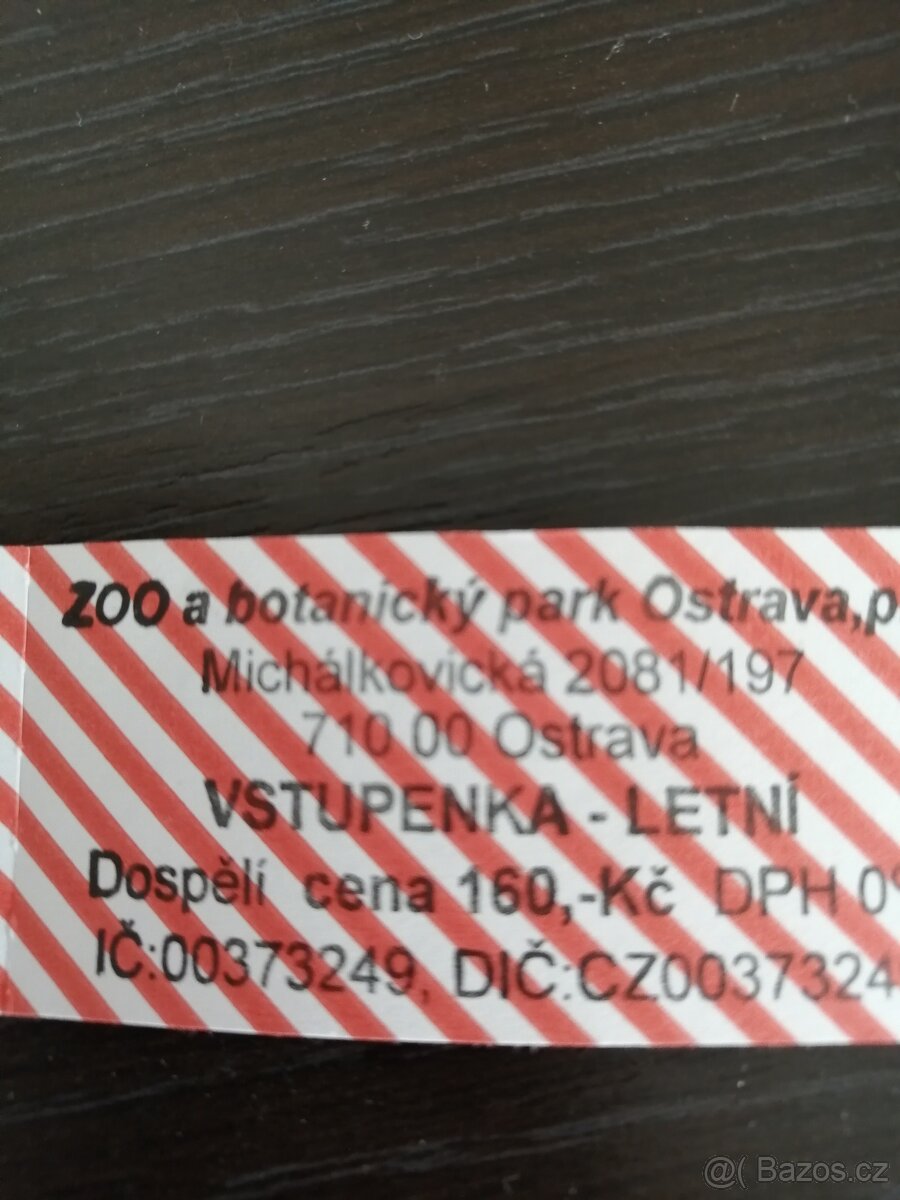 ZOO a botanický park Ostrava,p
Michálkovická 2081/197
710 00 Ostrava
VSTUPENKA - LETNÍ
Dospělí cena 160,-Kč DPH 0%
IČ:00373249, DIČ:CZ0037324
@( Bazos.cz